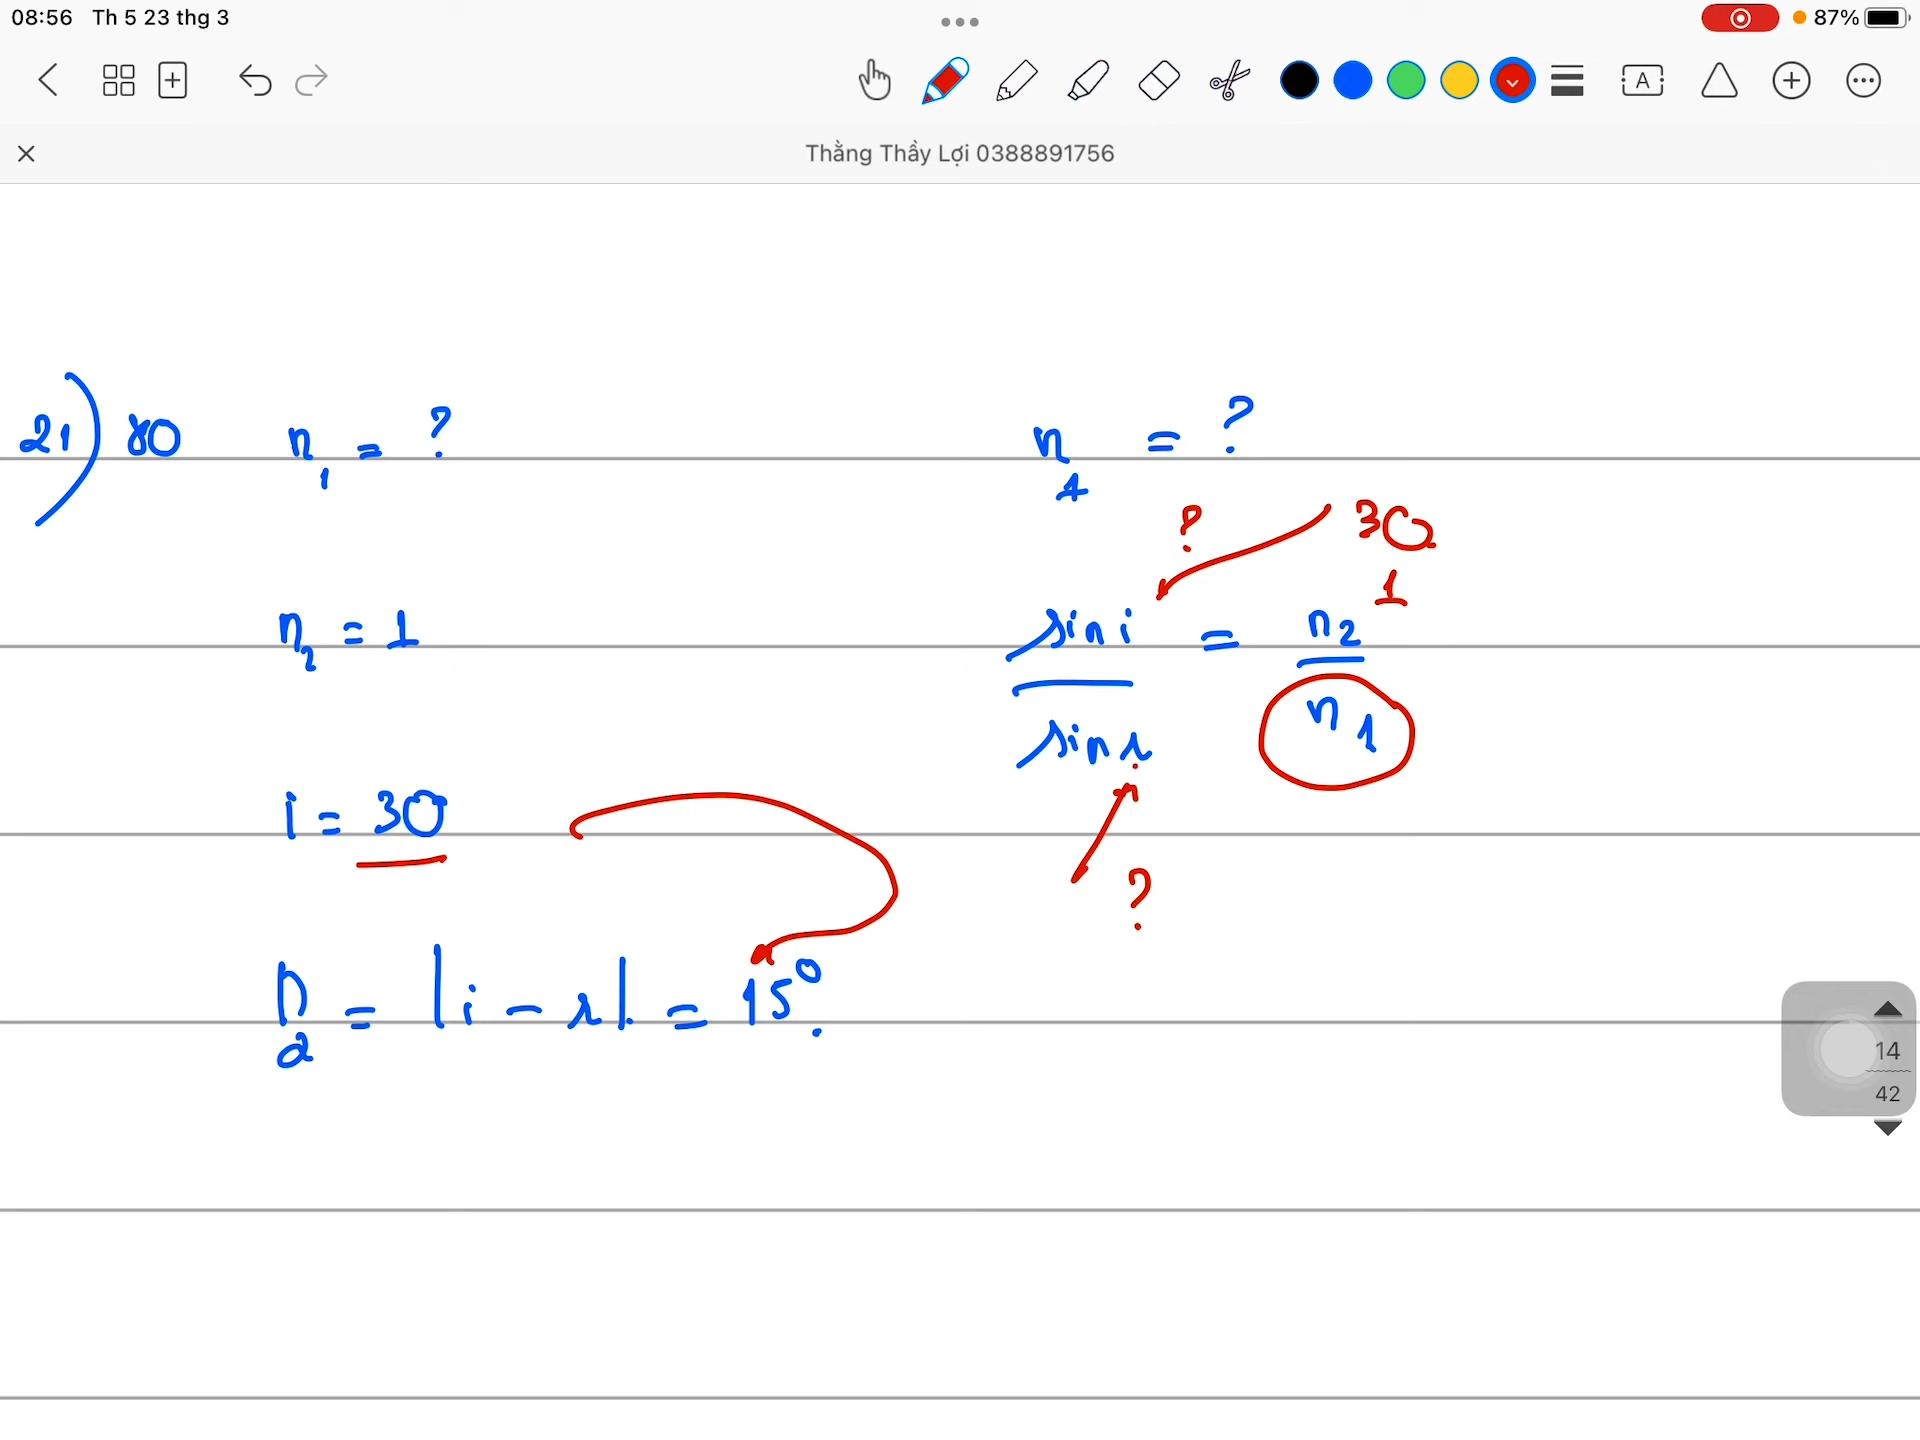 08:56 Th 5 23 thg 3
87%
A
Thằng Thầy Lợi 0388891756
21) 80 n₁ = ?
n₂ = 1
i = 30
D₂ = |i - r| = 15°
n₁ = ?
? 30
1
sin i / sin r = n₂ / n₁
?
14
42